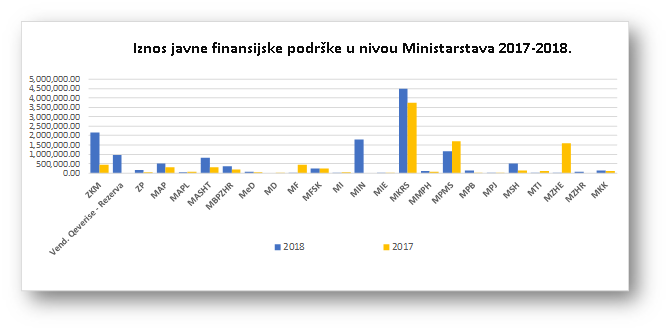 Iznos javne finansijske podrške u nivou Ministarstava 2017-2018.
5,000,000.00
4,500,000.00
4,000,000.00
3,500,000.00
3,000,000.00
2,500,000.00
2,000,000.00
1,500,000.00
1,000,000.00
500,000.00
0.00
ZKM
Vend. Qeverise - Rezerva
ZP
MAP
MAPL
MASHT
MBPZHR
MeD
MD
MF
MFSK
MI
MIN
MIE
MKRS
MMPH
MPMS
MPB
MPJ
MSH
MTI
MZHE
MZHR
MKK
2018
2017